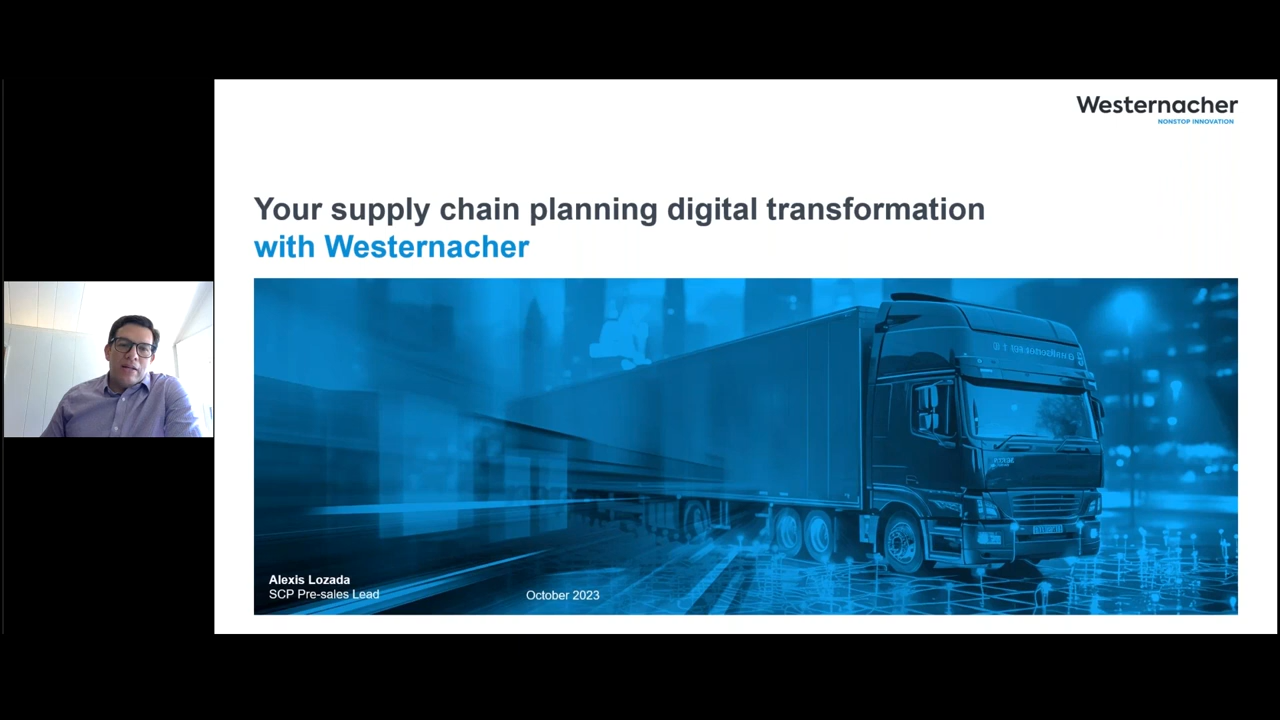 Westernacher
NONSTOP INNOVATION
Your supply chain planning digital transformation
with Westernacher
Alexis Lozada
SCP Pre-sales Lead
October 2023